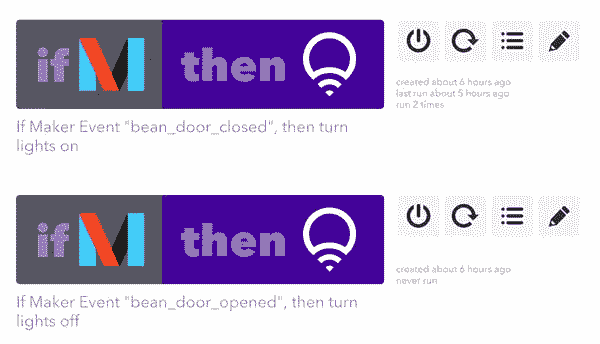 if M then
created about 6 hours ago
last run about 5 hours ago
run 2 times
If Maker Event "bean_door_closed", then turn
lights on
if M then
created about 6 hours ago
never run
If Maker Event "bean_door_opened", then turn
lights off